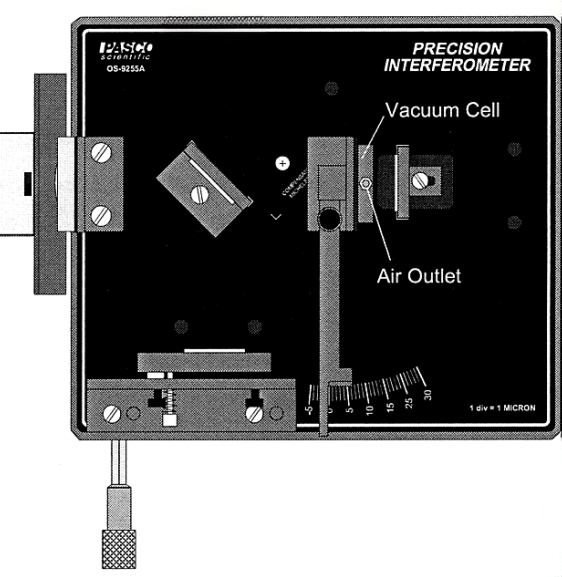 PASCO
scientific
OS-9255A
PRECISION
INTERFEROMETER
Vacuum Cell
Air Outlet
-5
0
5
10
15
25
30
1 div = 1 MICRON